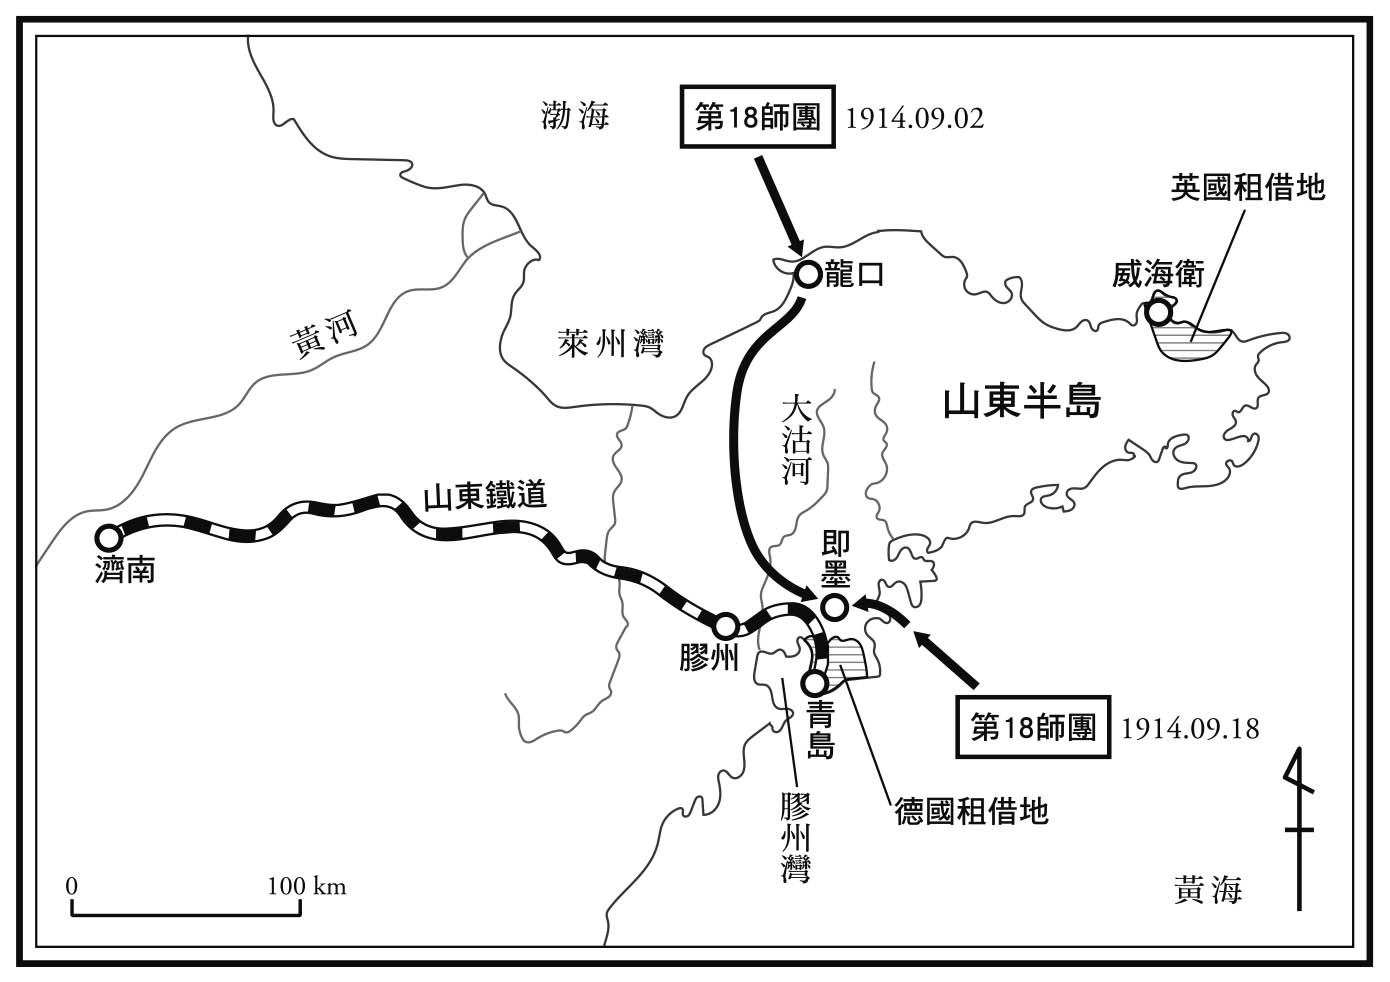 渤海
第18師團
1914.09.02
英國租借地
威海衛
龍口
黃河
萊州灣
山東半島
大沽河
山東鐵道
濟南
即墨
膠州
青島
第18師團
1914.09.18
德國租借地
膠州灣
黃海
0
100 km